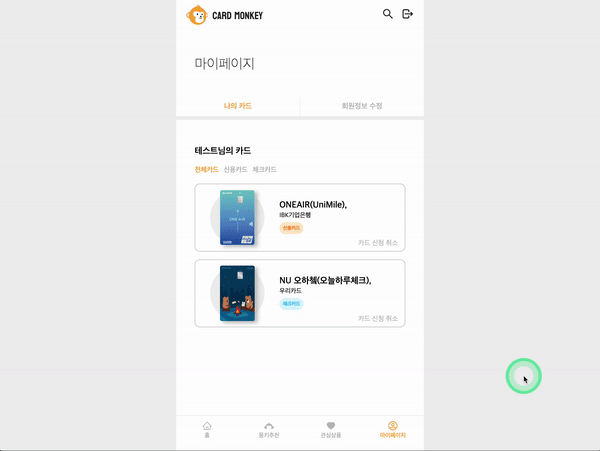 CARD MONKEY
마이페이지
나의 카드
회원정보 수정
테스트님의 카드
전체카드 신용카드 체크카드
ONEAIR(UniMile),
IBK기업은행
신용카드
카드 신청 취소
NU 오하쳌(오늘하루체크),
우리카드
체크카드
카드 신청 취소
홈
몽키추천
관심상품
마이페이지